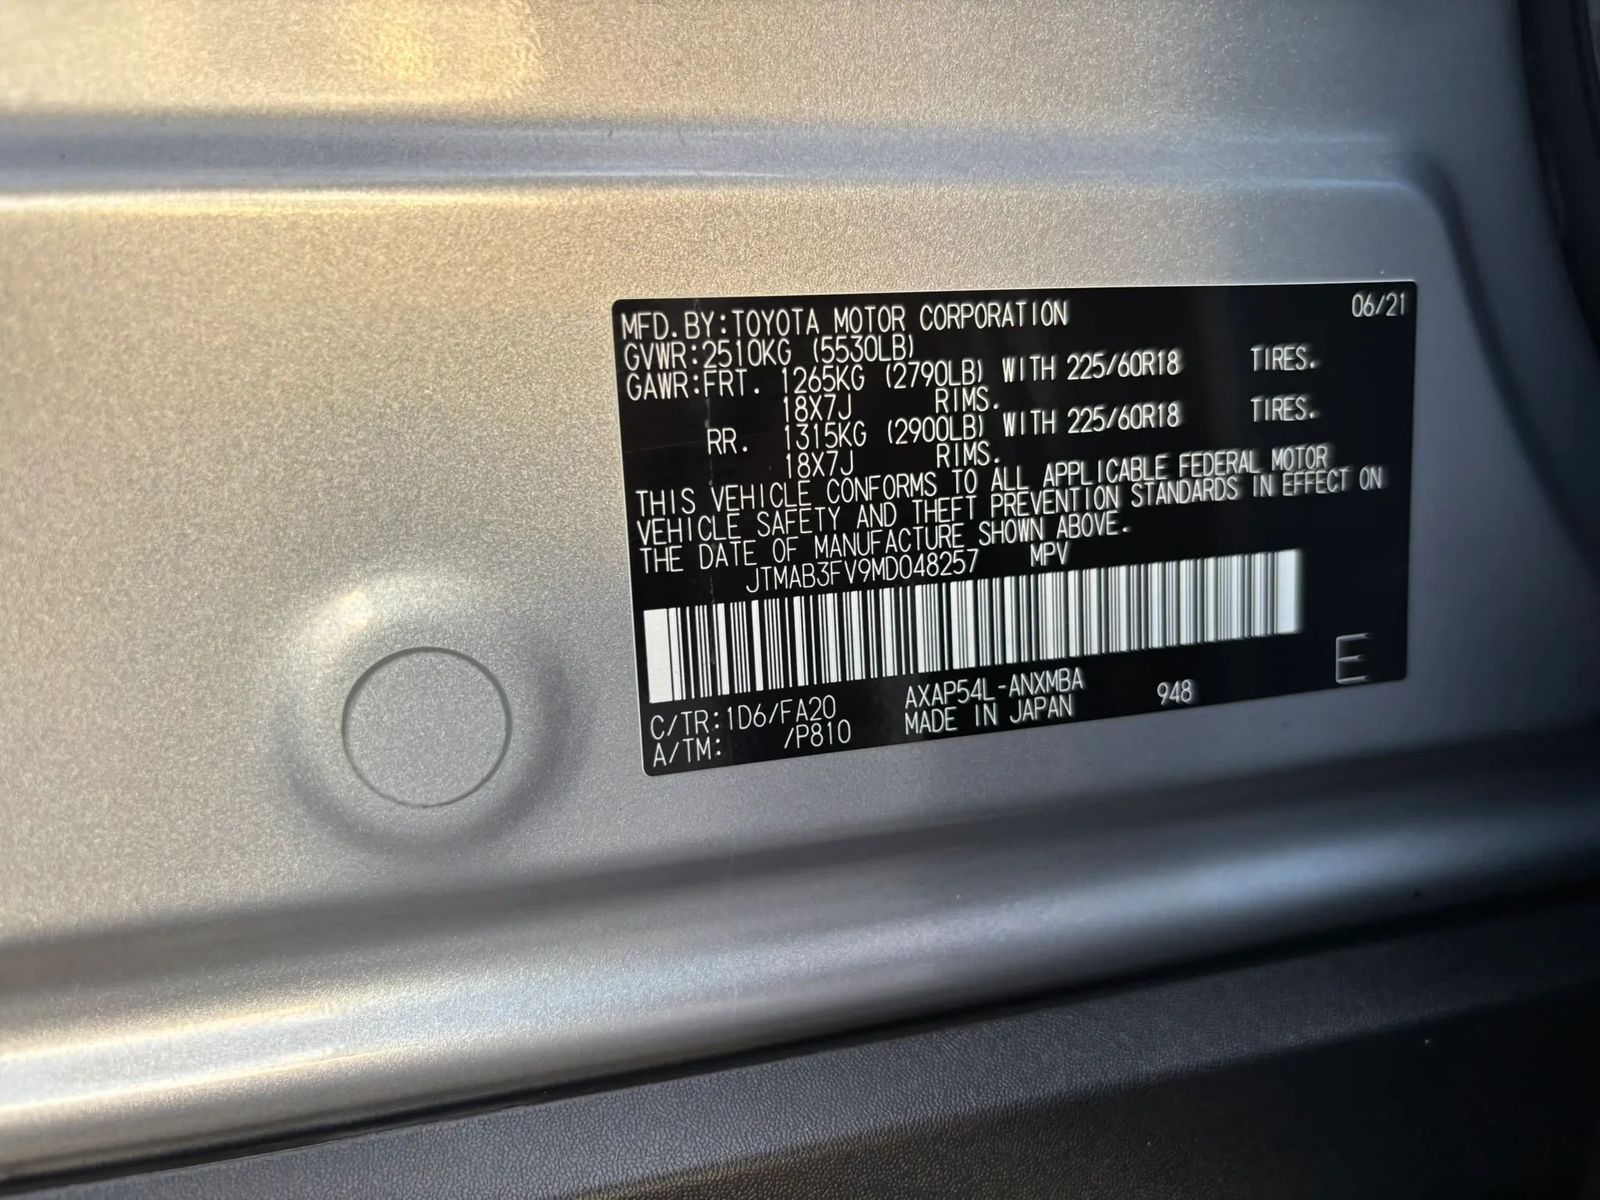 MFD.BY:TOYOTA MOTOR CORPORATION 06/21
GVWR:2510KG (5530LB)
GAWR:FRT. 1265KG (2790LB) WITH 225/60R18 TIRES.
18X7J RIMS.
RR. 1315KG (2900LB) WITH 225/60R18 TIRES.
18X7J RIMS.
THIS VEHICLE CONFORMS TO ALL APPLICABLE FEDERAL MOTOR
VEHICLE SAFETY AND THEFT PREVENTION STANDARDS IN EFFECT ON
THE DATE OF MANUFACTURE SHOWN ABOVE.
JTMAB3FV9MD048257 MPV
E
C/TR:1D6/FA20 AXAP54L-ANXMBA 948
A/TM: /P810 MADE IN JAPAN